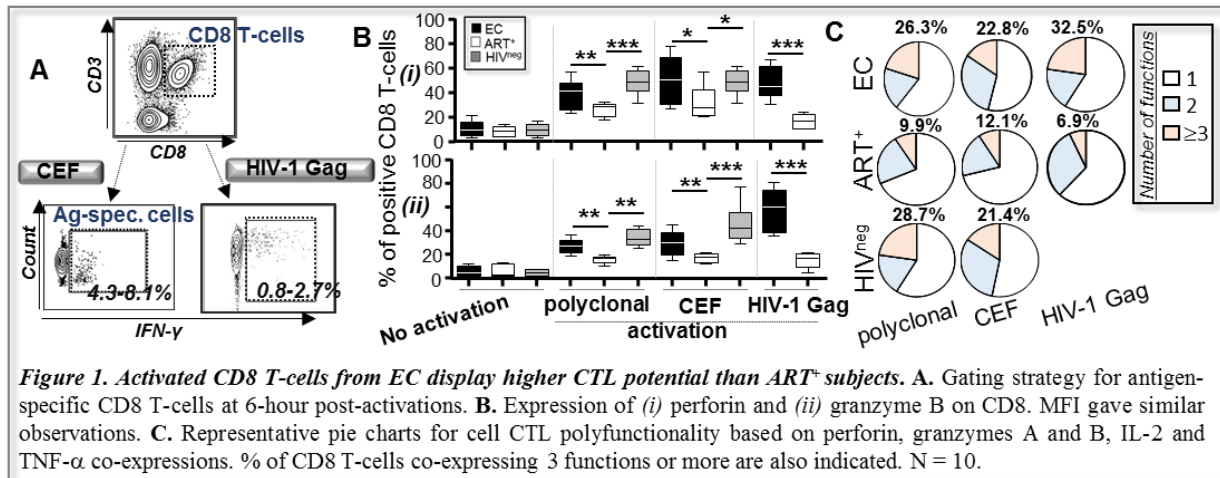 A
CD3
CD8 T-cells
CD8
CEF
HIV-1 Gag
Ag-spec. cells
Count
4.3-8.1%
0.8-2.7%
IFN-γ
B
% of positive CD8 T-cells
EC
ART+
HIVneg
(i)
100
80
60
40
20
0
** *** * * ***
(ii)
80
60
40
20
0
** ** ** *** ***
No activation
polyclonal CEF HIV-1 Gag
activation
C
26.3% 22.8% 32.5%
EC
9.9% 12.1% 6.9%
ART+
28.7% 21.4%
HIVneg
polyclonal CEF HIV-1 Gag
Number of functions
1
2
≥3
Figure 1. Activated CD8 T-cells from EC display higher CTL potential than ART+ subjects. A. Gating strategy for antigen-
specific CD8 T-cells at 6-hour post-activations. B. Expression of (i) perforin and (ii) granzyme B on CD8. MFI gave similar
observations. C. Representative pie charts for cell CTL polyfunctionality based on perforin, granzymes A and B, IL-2 and
TNF-α co-expressions. % of CD8 T-cells co-expressing 3 functions or more are also indicated. N = 10.